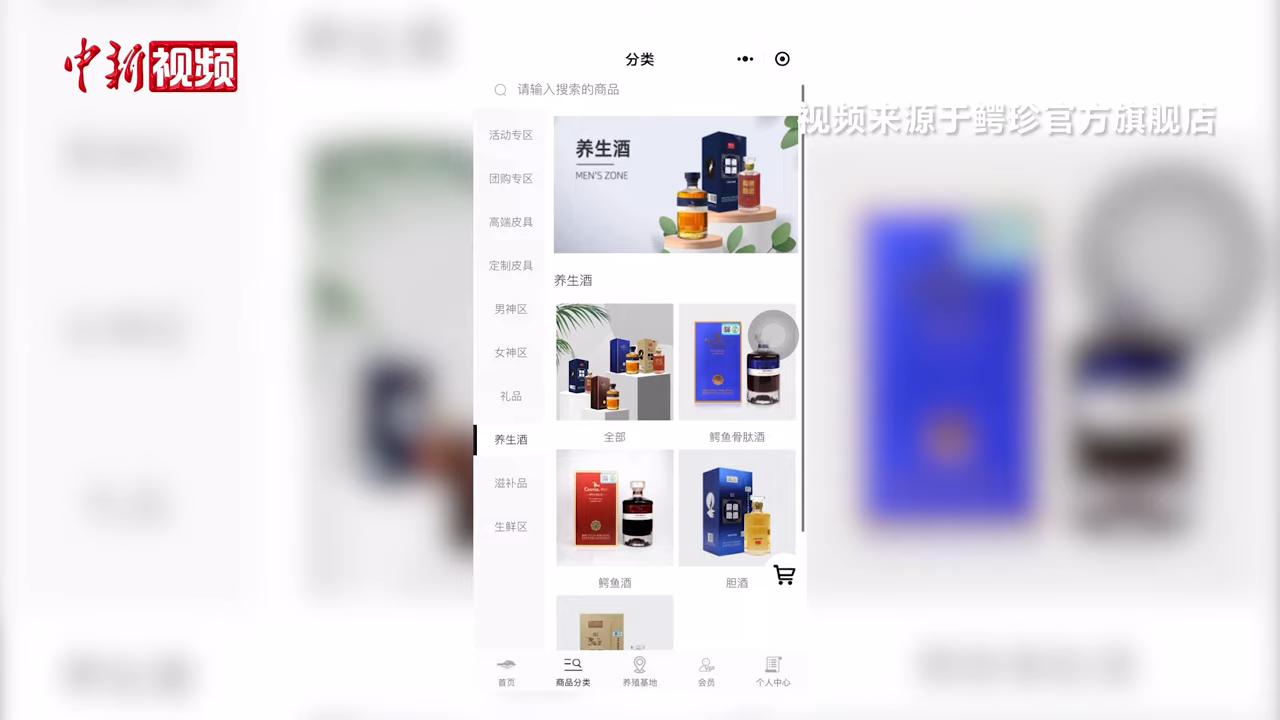 中新视频
视频来源于鳄珍官方旗舰店
分类
请输入搜索的商品
活动专区
团购专区
高端皮具
定制皮具
男神区
女神区
礼品
养生酒
滋补品
生鲜区
养生酒
MEN'S ZONE
养生酒
全部
鳄鱼骨肽酒
鳄鱼酒
胆酒
首页
商品分类
养殖基地
会员
个人中心